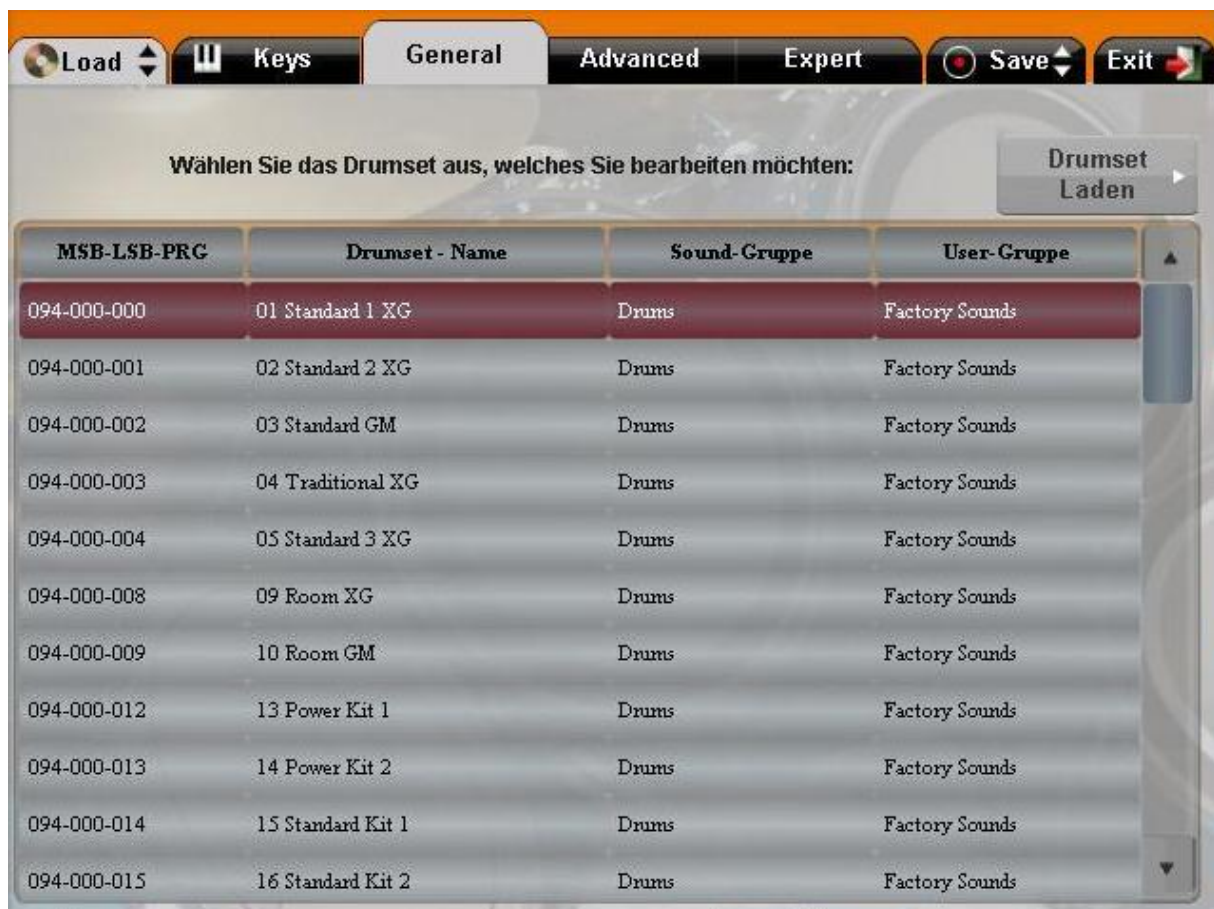 Load Keys General Advanced Expert Save Exit
Wählen Sie das Drumset aus, welches Sie bearbeiten möchten:
Drumset
Laden
MSB-LSB-PRG Drumset - Name Sound-Gruppe User-Gruppe
094-000-000 01 Standard 1 XG Drums Factory Sounds
094-000-001 02 Standard 2 XG Drums Factory Sounds
094-000-002 03 Standard GM Drums Factory Sounds
094-000-003 04 Traditional XG Drums Factory Sounds
094-000-004 05 Standard 3 XG Drums Factory Sounds
094-000-008 09 Room XG Drums Factory Sounds
094-000-009 10 Room GM Drums Factory Sounds
094-000-012 13 Power Kit 1 Drums Factory Sounds
094-000-013 14 Power Kit 2 Drums Factory Sounds
094-000-014 15 Standard Kit 1 Drums Factory Sounds
094-000-015 16 Standard Kit 2 Drums Factory Sounds